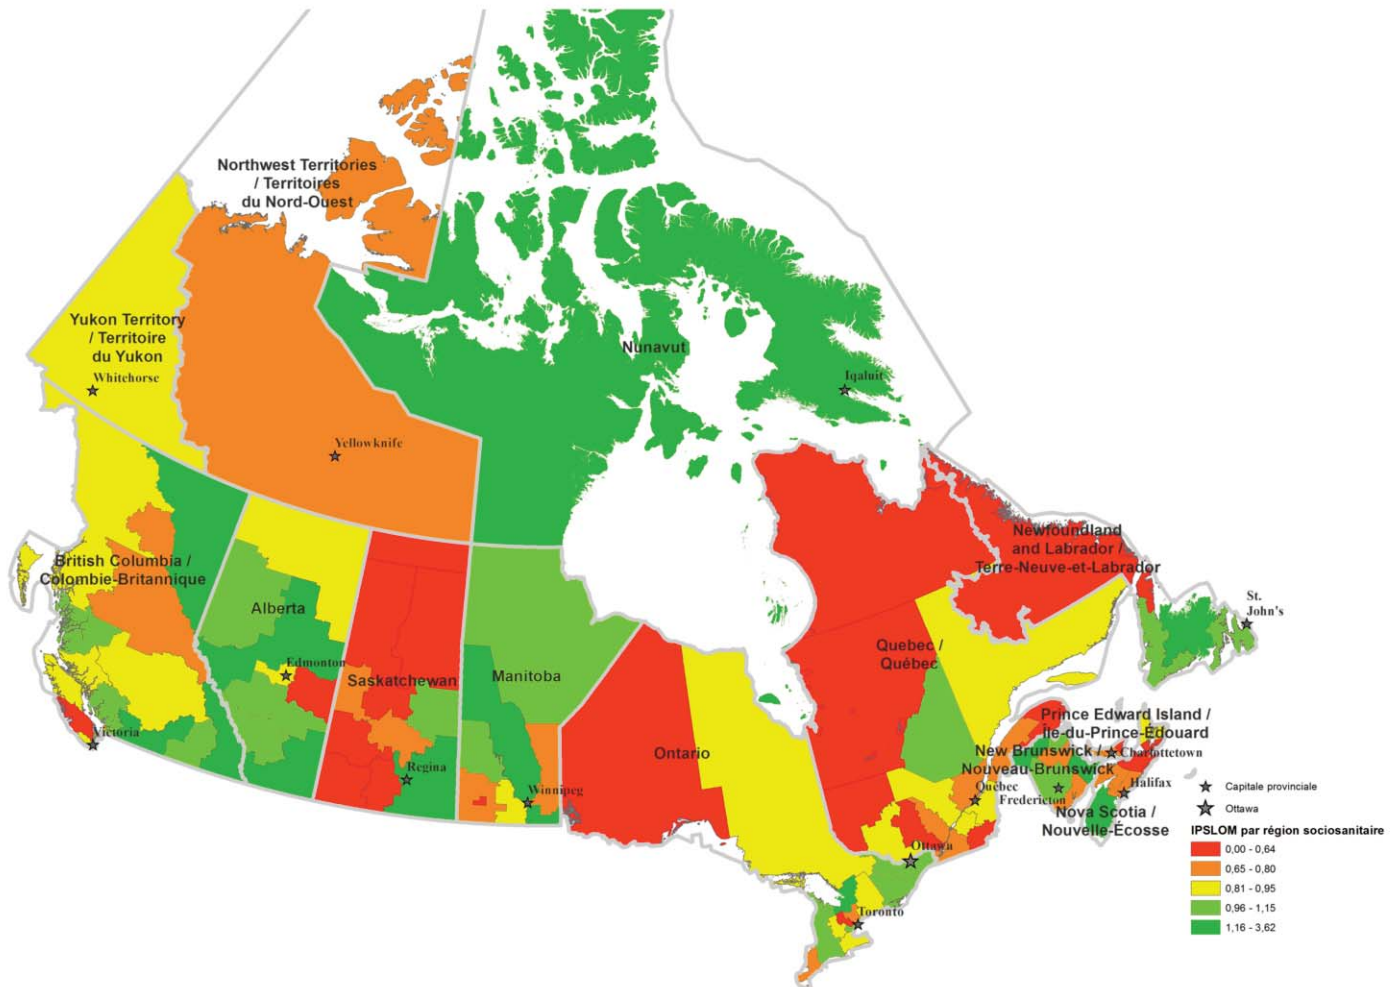 Northwest Territories
/ Territoires
du Nord-Ouest
Yukon Territory
/ Territoire
du Yukon
Whitehorse
Nunavut
Iqaluit
Yellowknife
British Columbia /
Colombie-Britannique
Alberta
Edmonton
Saskatchewan
Manitoba
Victoria
Regina
Winnipeg
Ontario
Quebec /
Québec
Newfoundland
and Labrador /
Terre-Neuve-et-Labrador
St.
John's
Prince Edward Island /
Île-du-Prince-Édouard
Charlottetown
New Brunswick /
Nouveau-Brunswick
Québec
Fredericton
Halifax
Nova Scotia /
Nouvelle-Écosse
Ottawa
Toronto
Capitale provinciale
Ottawa
IPSLOM par région sociosanitaire
0,00 - 0,64
0,65 - 0,80
0,81 - 0,95
0,96 - 1,15
1,16 - 3,62